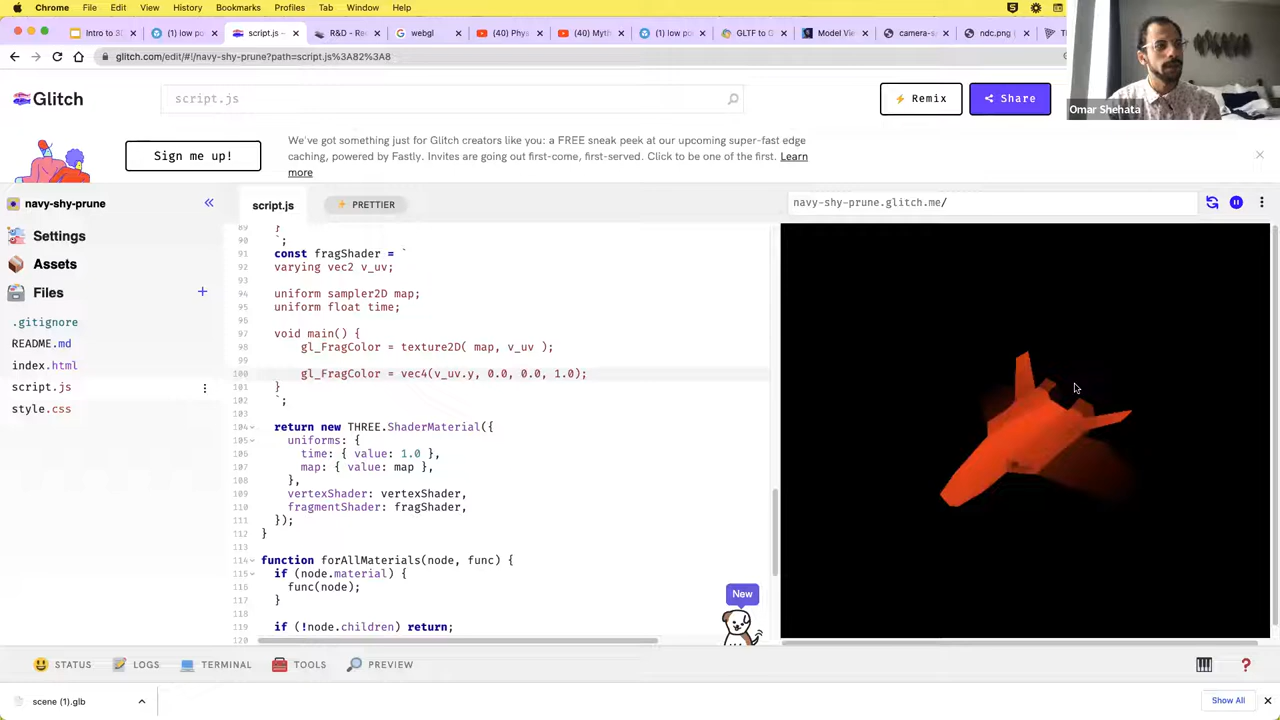 Chrome File Edit View History Bookmarks Profiles Tab Window Help
Intro to 3 (1) low po script.js – R&D - Re webgl (40) Phys (40) Myth (1) low po GLTF to G Model Vie camera-s ndc.png (
glitch.com/edit/#!/navy-shy-prune?path=script.js%3A82%3A8
Glitch
script.js
Remix
Share
Omar Shehata
Sign me up!
We've got something just for Glitch creators like you: a FREE sneak peek at our upcoming super-fast edge
caching, powered by Fastly. Invites are going out first-come, first-served. Click to be one of the first. Learn
more
navy-shy-prune
script.js
PRETTIER
navy-shy-prune.glitch.me/
Settings
Assets
Files
.gitignore
README.md
index.html
script.js
style.css
89 }
90 `;
91 const fragShader = `
92 varying vec2 v_uv;
93
94 uniform sampler2D map;
95 uniform float time;
96
97 void main() {
98 gl_FragColor = texture2D( map, v_uv );
99
100 gl_FragColor = vec4(v_uv.y, 0.0, 0.0, 1.0);
101 }
102 `;
103
104 return new THREE.ShaderMaterial({
105 uniforms: {
106 time: { value: 1.0 },
107 map: { value: map },
108 },
109 vertexShader: vertexShader,
110 fragmentShader: fragShader,
111 });
112 }
113
114 function forAllMaterials(node, func) {
115 if (node.material) {
116 func(node);
117 }
118
119 if (!node.children) return;
120
New
STATUS LOGS TERMINAL TOOLS PREVIEW
scene (1).glb
Show All